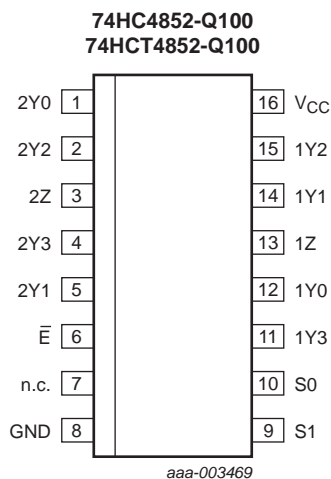 74HC4852-Q100
74HCT4852-Q100
2Y0 1 16 VCC
2Y2 2 15 1Y2
2Z 3 14 1Y1
2Y3 4 13 1Z
2Y1 5 12 1Y0
E̅ 6 11 1Y3
n.c. 7 10 S0
GND 8 9 S1
aaa-003469